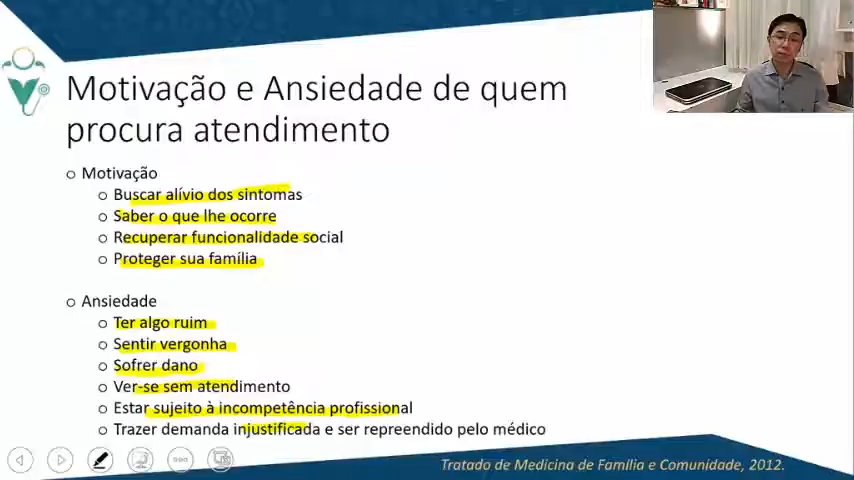 Motivação e Ansiedade de quem
procura atendimento
Motivação
Buscar alívio dos sintomas
Saber o que lhe ocorre
Recuperar funcionalidade social
Proteger sua família
Ansiedade
Ter algo ruim
Sentir vergonha
Sofrer dano
Ver-se sem atendimento
Estar sujeito à incompetência profissional
Trazer demanda injustificada e ser repreendido pelo médico
Tratado de Medicina de Família e Comunidade, 2012.